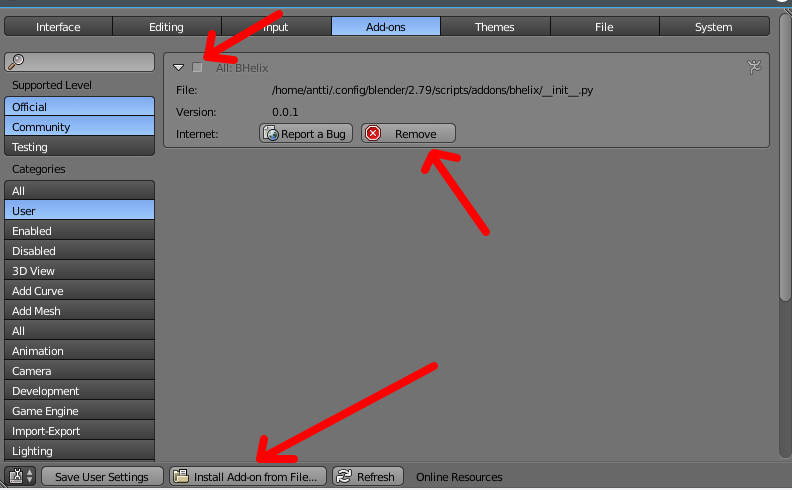 Interface Editing Input Add-ons Themes File System
Supported Level
Official
Community
Testing
Categories
All
User
Enabled
Disabled
3D View
Add Curve
Add Mesh
All
Animation
Camera
Development
Game Engine
Import-Export
Lighting
All: BHelix
File: /home/antti/.config/blender/2.79/scripts/addons/bhelix/__init__.py
Version: 0.0.1
Internet: Report a Bug Remove
Save User Settings Install Add-on from File... Refresh Online Resources